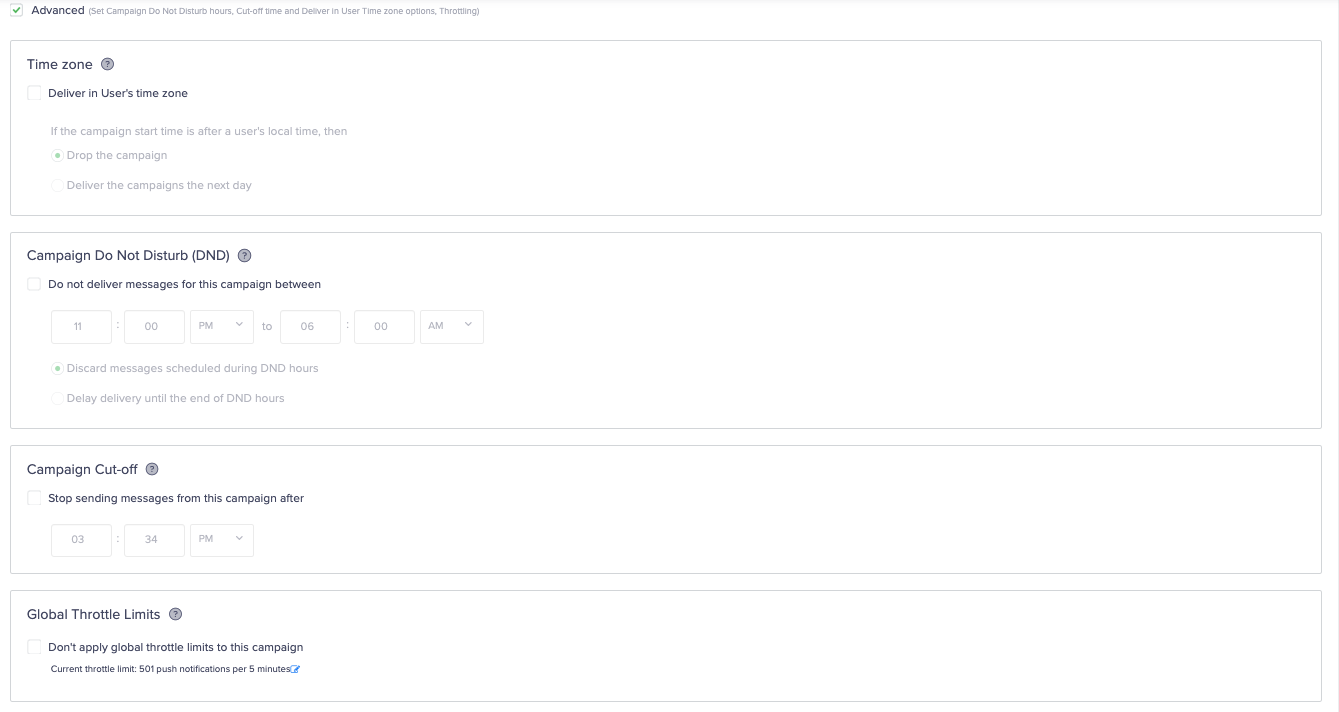 Advanced (Set Campaign Do Not Disturb hours, Cut-off time and Deliver in User Time zone options, Throttling)
Time zone ?
Deliver in User's time zone
If the campaign start time is after a user's local time, then
Drop the campaign
Deliver the campaigns the next day
Campaign Do Not Disturb (DND) ?
Do not deliver messages for this campaign between
11 : 00 PM to 06 : 00 AM
Discard messages scheduled during DND hours
Delay delivery until the end of DND hours
Campaign Cut-off ?
Stop sending messages from this campaign after
03 : 34 PM
Global Throttle Limits ?
Don't apply global throttle limits to this campaign
Current throttle limit: 501 push notifications per 5 minutes